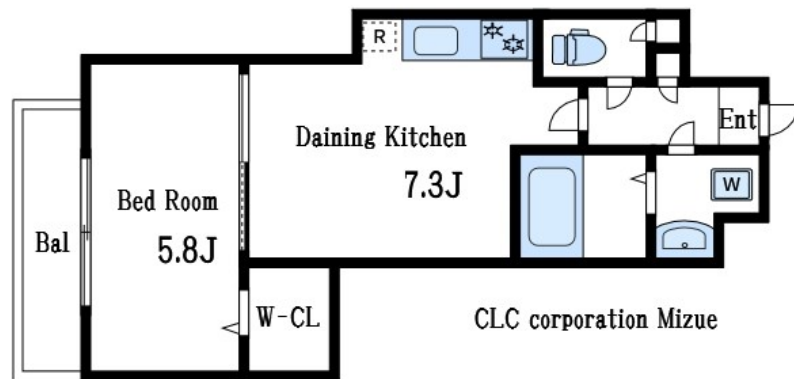 R
Daining Kitchen
7.3J
Ent
Bed Room
5.8J
Bal
W
W-CL
CLC corporation Mizue